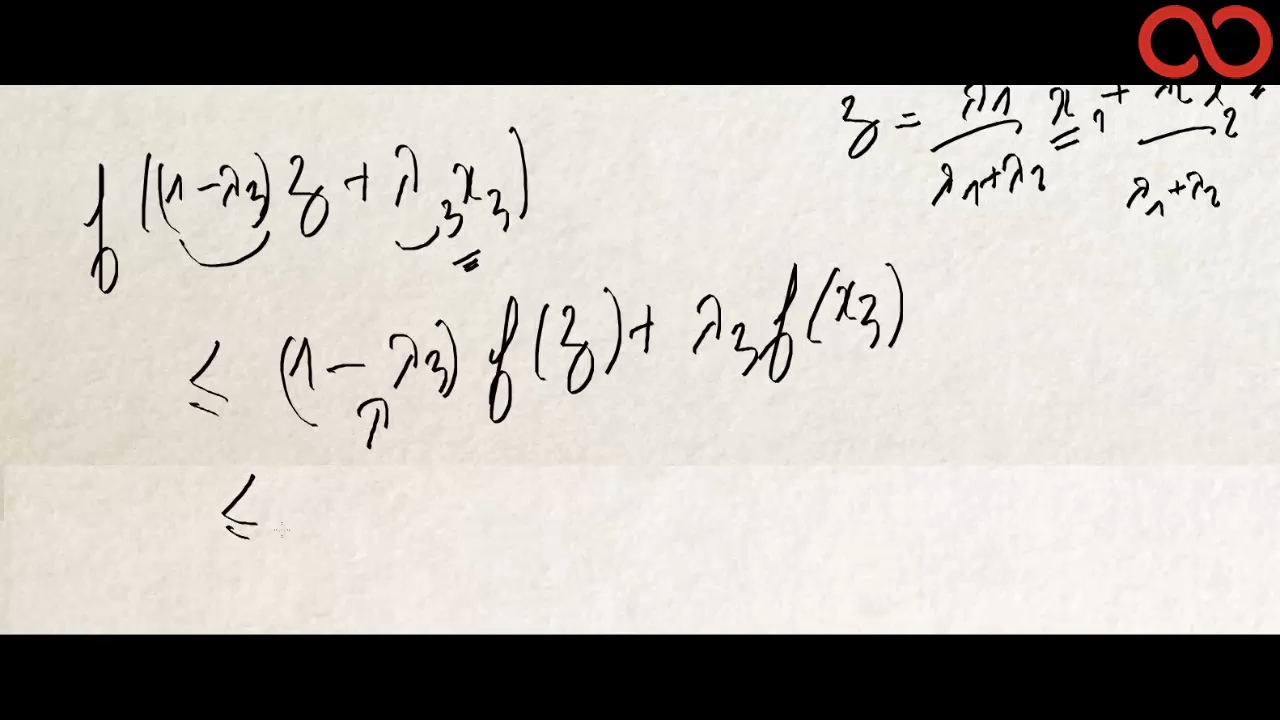 z = λ1/(λ1+λ2) x1 + λ2 x2/(λ1+λ2)
f((1-λ3) z + λ3 x3)
≤ (1-λ3) f(z) + λ3 f(x3)
λ
≤